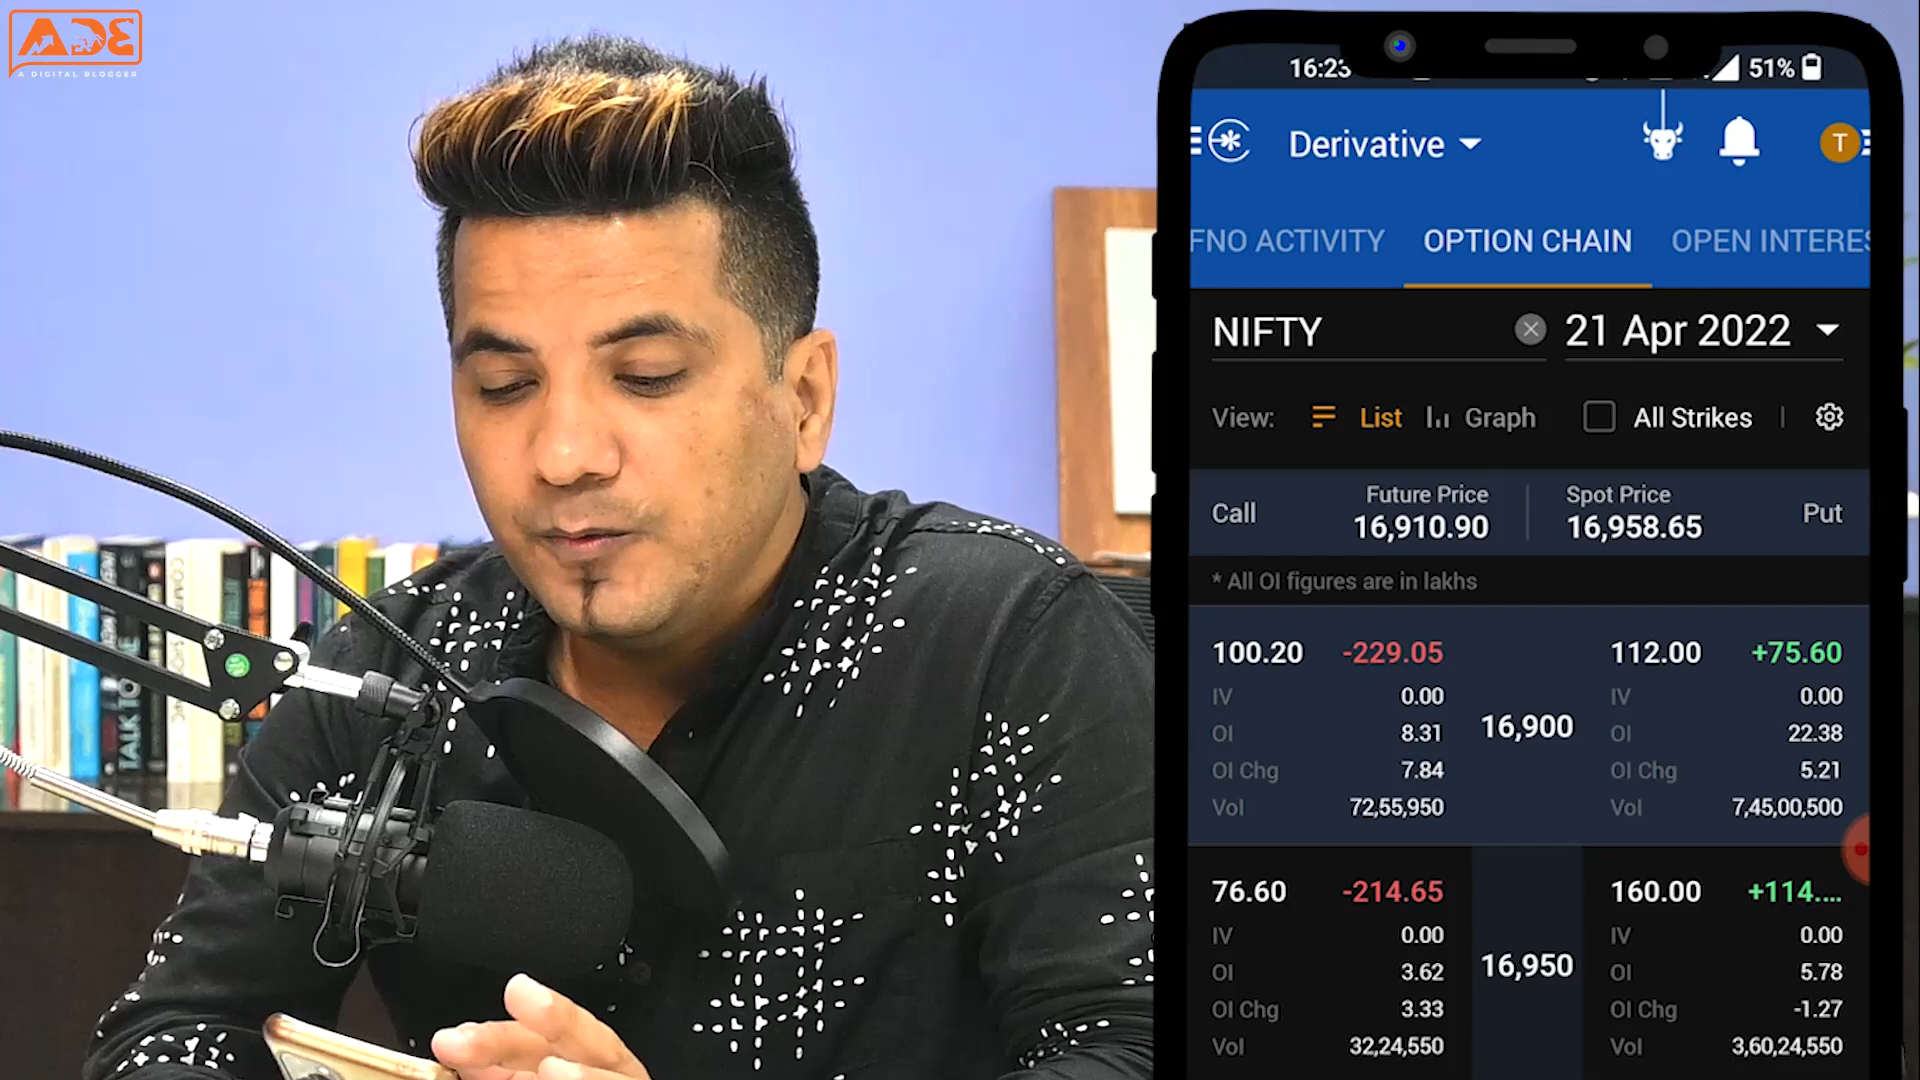 ADE
A DIGITAL BLOGGER
16:23
51%
Derivative
T
FNO ACTIVITY OPTION CHAIN OPEN INTERES
NIFTY 21 Apr 2022
View: List Graph All Strikes
Call Future Price 16,910.90 Spot Price 16,958.65 Put
* All OI figures are in lakhs
100.20 -229.05 112.00 +75.60
IV 0.00 IV 0.00
OI 8.31 16,900 OI 22.38
OI Chg 7.84 OI Chg 5.21
Vol 72,55,950 Vol 7,45,00,500
76.60 -214.65 160.00 +114....
IV 0.00 IV 0.00
OI 3.62 16,950 OI 5.78
OI Chg 3.33 OI Chg -1.27
Vol 32,24,550 Vol 3,60,24,550
TALK TO